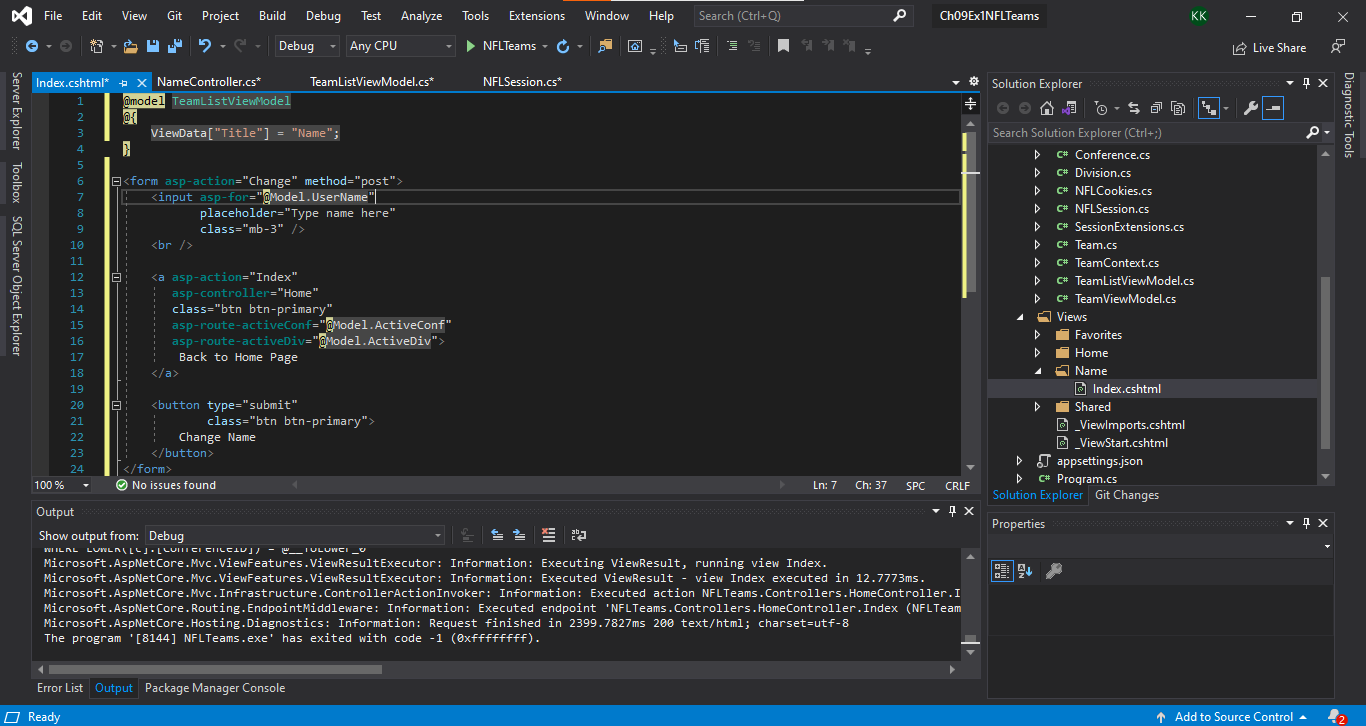 File Edit View Git Project Build Debug Test Analyze Tools Extensions Window Help Search (Ctrl+Q) Ch09Ex1NFLTeams KK
Debug Any CPU NFLTeams Live Share
Server Explorer
Toolbox
SQL Server Object Explorer
Index.cshtml* NameController.cs* TeamListViewModel.cs* NFLSession.cs*
1 @model TeamListViewModel
2 @{
3 ViewData["Title"] = "Name";
4 }
5
6 <form asp-action="Change" method="post">
7 <input asp-for="@Model.UserName"
8 placeholder="Type name here"
9 class="mb-3" />
10 <br />
11
12 <a asp-action="Index"
13 asp-controller="Home"
14 class="btn btn-primary"
15 asp-route-activeConf="@Model.ActiveConf"
16 asp-route-activeDiv="@Model.ActiveDiv">
17 Back to Home Page
18 </a>
19
20 <button type="submit"
21 class="btn btn-primary">
22 Change Name
23 </button>
24 </form>
100 % No issues found Ln: 7 Ch: 37 SPC CRLF
Output
Show output from: Debug
WHERE LOWER([t].[ConferenceID]) = @__ToLower_0
Microsoft.AspNetCore.Mvc.ViewFeatures.ViewResultExecutor: Information: Executing ViewResult, running view Index.
Microsoft.AspNetCore.Mvc.ViewFeatures.ViewResultExecutor: Information: Executed ViewResult - view Index executed in 12.7773ms.
Microsoft.AspNetCore.Mvc.Infrastructure.ControllerActionInvoker: Information: Executed action NFLTeams.Controllers.HomeController.I
Microsoft.AspNetCore.Routing.EndpointMiddleware: Information: Executed endpoint 'NFLTeams.Controllers.HomeController.Index (NFLTeam
Microsoft.AspNetCore.Hosting.Diagnostics: Information: Request finished in 2399.7827ms 200 text/html; charset=utf-8
The program '[8144] NFLTeams.exe' has exited with code -1 (0xffffffff).
Error List Output Package Manager Console
Solution Explorer
Search Solution Explorer (Ctrl+;)
C# Conference.cs
C# Division.cs
C# NFLCookies.cs
C# NFLSession.cs
C# SessionExtensions.cs
C# Team.cs
C# TeamContext.cs
C# TeamListViewModel.cs
C# TeamViewModel.cs
Views
Favorites
Home
Name
Index.cshtml
Shared
_ViewImports.cshtml
_ViewStart.cshtml
appsettings.json
C# Program.cs
Solution Explorer Git Changes
Properties
Diagnostic Tools
Ready Add to Source Control 2